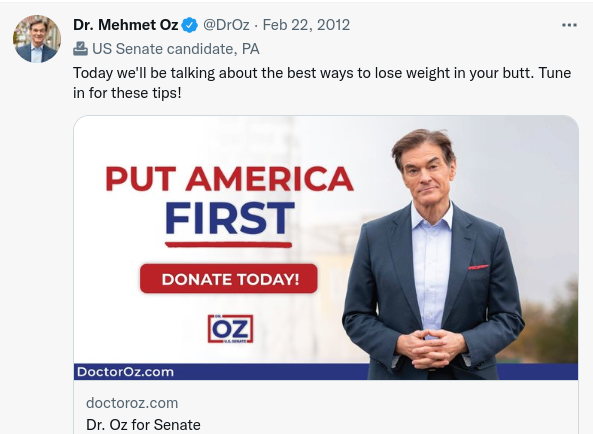 Dr. Mehmet Oz @DrOz · Feb 22, 2012
US Senate candidate, PA
Today we'll be talking about the best ways to lose weight in your butt. Tune
in for these tips!
PUT AMERICA
FIRST
DONATE TODAY!
DR.
OZ
U.S. SENATE
DoctorOz.com
doctoroz.com
Dr. Oz for Senate